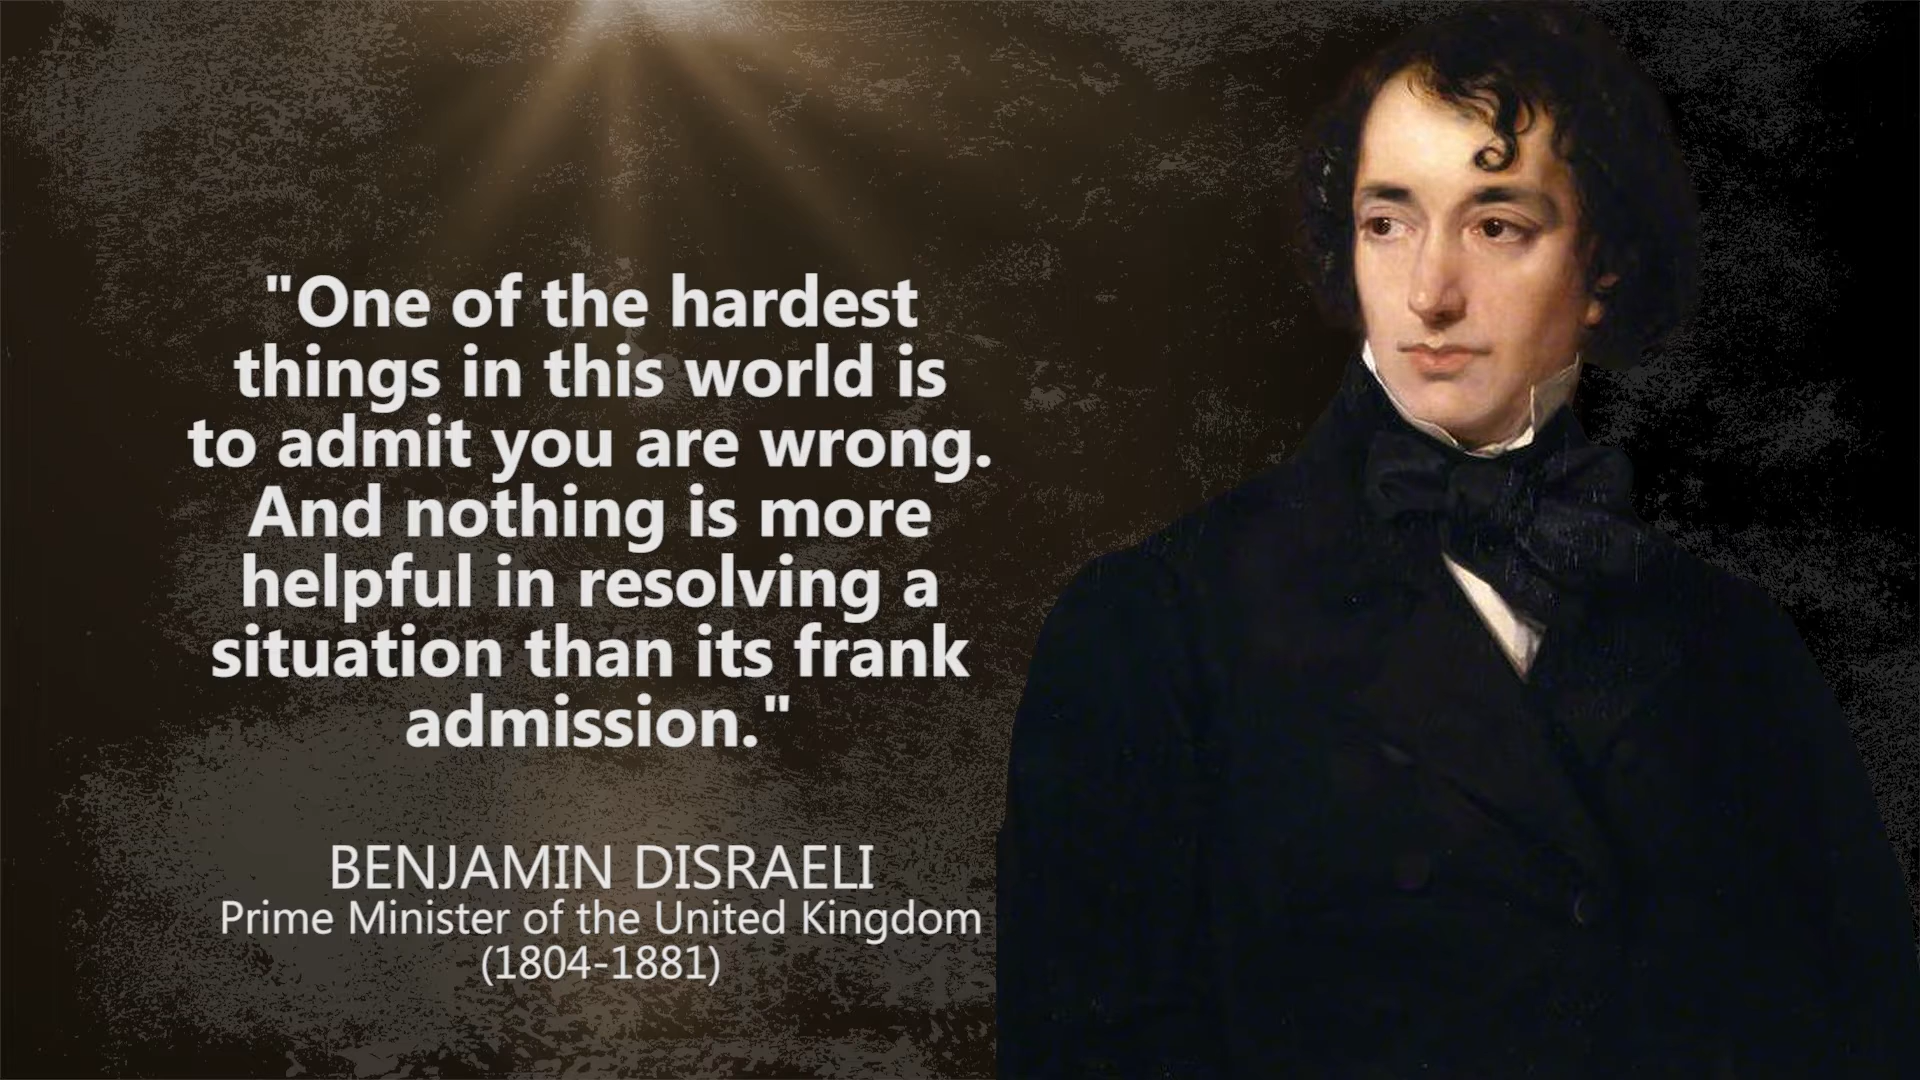 "One of the hardest
things in this world is
to admit you are wrong.
And nothing is more
helpful in resolving a
situation than its frank
admission."
BENJAMIN DISRAELI
Prime Minister of the United Kingdom
(1804-1881)